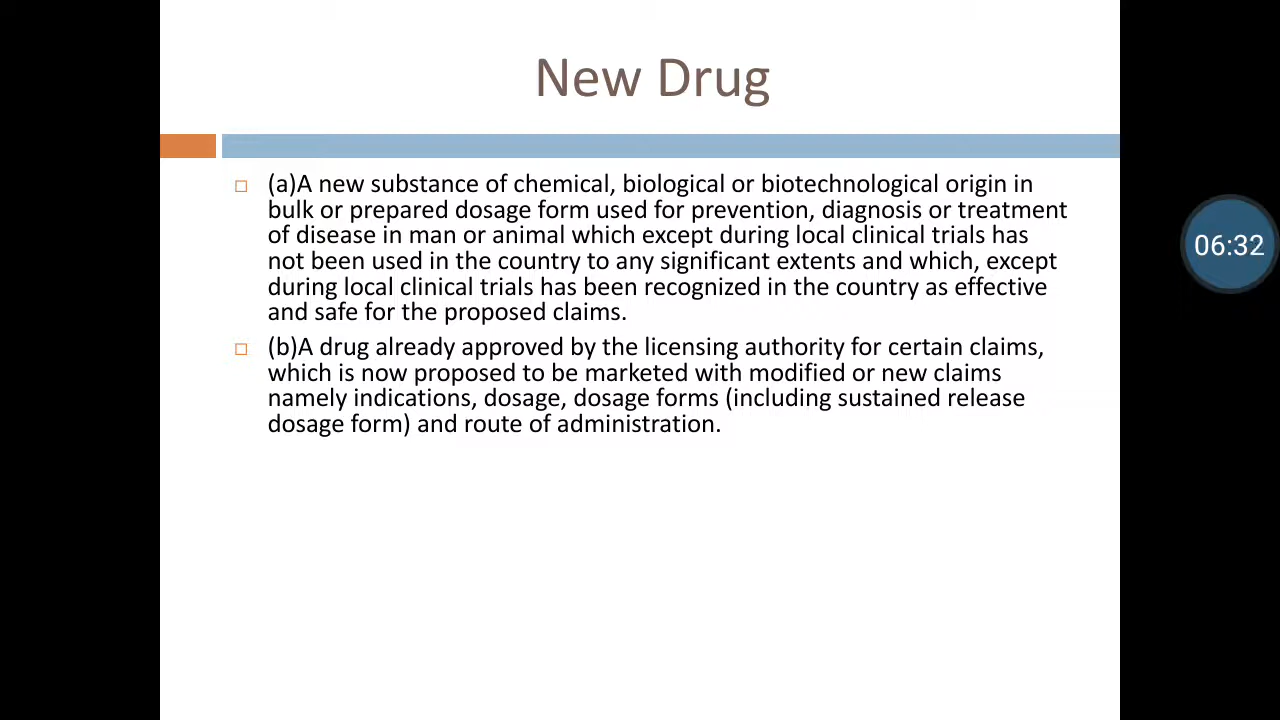 New Drug
(a)A new substance of chemical, biological or biotechnological origin in
bulk or prepared dosage form used for prevention, diagnosis or treatment
of disease in man or animal which except during local clinical trials has
not been used in the country to any significant extents and which, except
during local clinical trials has been recognized in the country as effective
and safe for the proposed claims.
(b)A drug already approved by the licensing authority for certain claims,
which is now proposed to be marketed with modified or new claims
namely indications, dosage, dosage forms (including sustained release
dosage form) and route of administration.
06:32